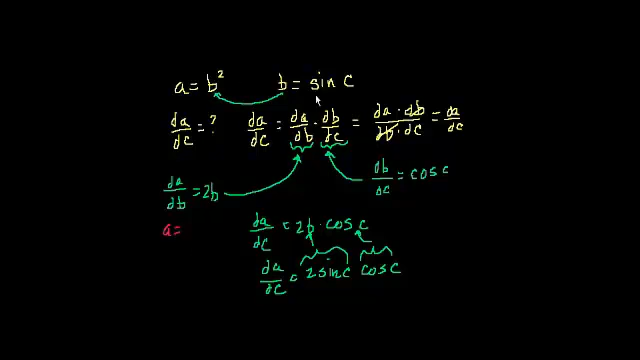 a = b² b = sin c
da/dc = ? da/dc = da/db · db/dc = da · db / db · dc = da/dc
da/db = 2b db/dc = cos c
a = da/dc = 2b · cos c
da/dc = 2 sin c cos c